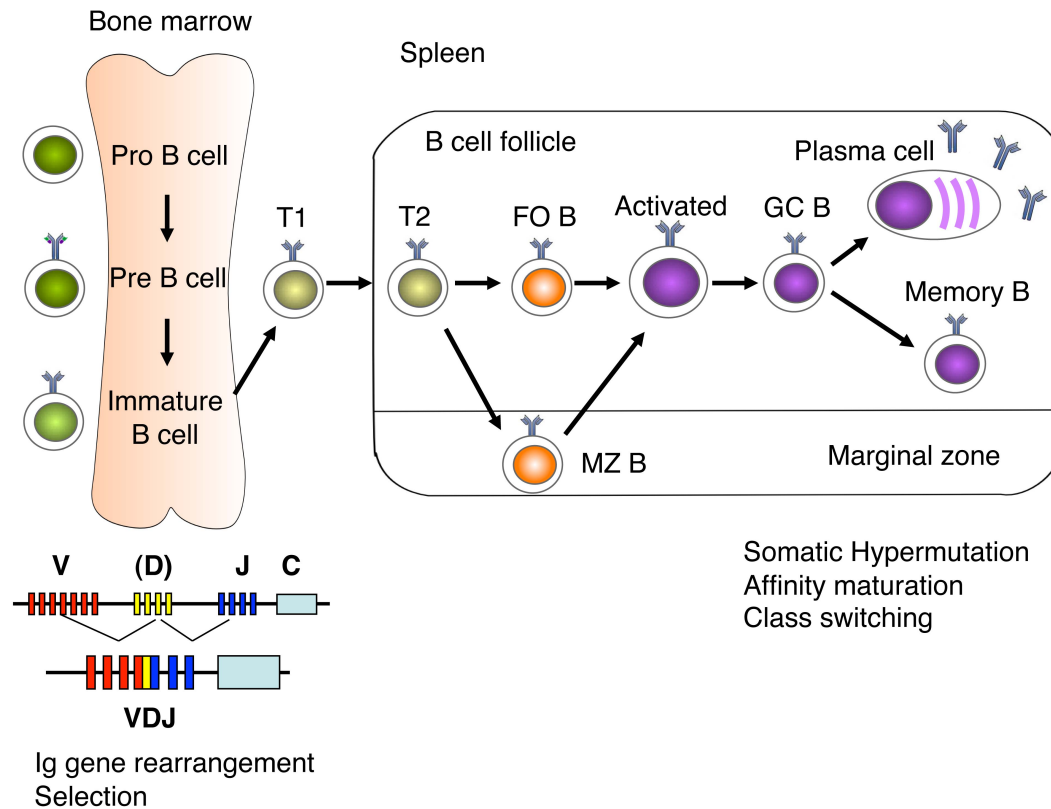 Bone marrow
Pro B cell
Pre B cell
Immature
B cell
T1
Spleen
B cell follicle
T2
FO B
Activated
GC B
Plasma cell
Memory B
MZ B
Marginal zone
V (D) J C
VDJ
Ig gene rearrangement
Selection
Somatic Hypermutation
Affinity maturation
Class switching